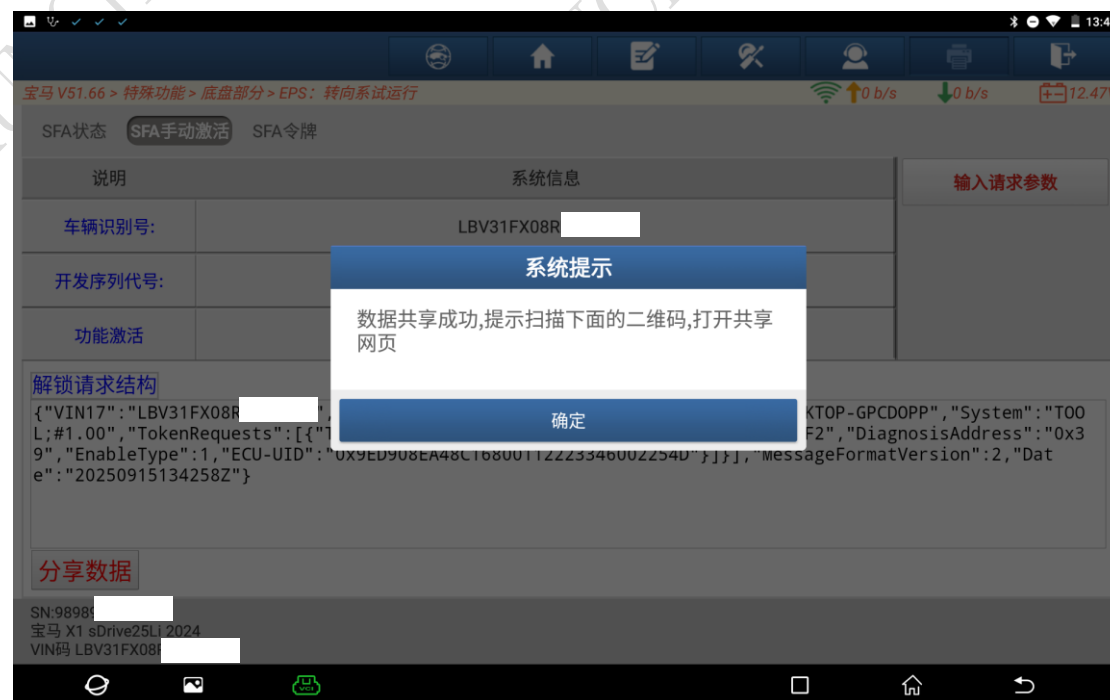 13:4
宝马 V51.66 > 特殊功能 > 底盘部分 > EPS：转向系试运行
0 b/s
0 b/s
12.47
SFA状态 SFA手动激活 SFA令牌
说明
系统信息
输入请求参数
车辆识别号:
LBV31FX08R
开发序列代号:
功能激活
系统提示
数据共享成功,提示扫描下面的二维码,打开共享
网页
确定
解锁请求结构
{"VIN17":"LBV31FX08R ", KTOP-GPCDOPP","System":"TOO
L;#1.00","TokenRequests":[{"T F2","DiagnosisAddress":"0x3
9","EnableType":1,"ECU-UID":"0x9ED908EA48C16800112223346002254D"}]}],"MessageFormatVersion":2,"Dat
e":"20250915134258Z"}
分享数据
SN:98989
宝马 X1 sDrive25Li 2024
VIN码 LBV31FX08R
VCI